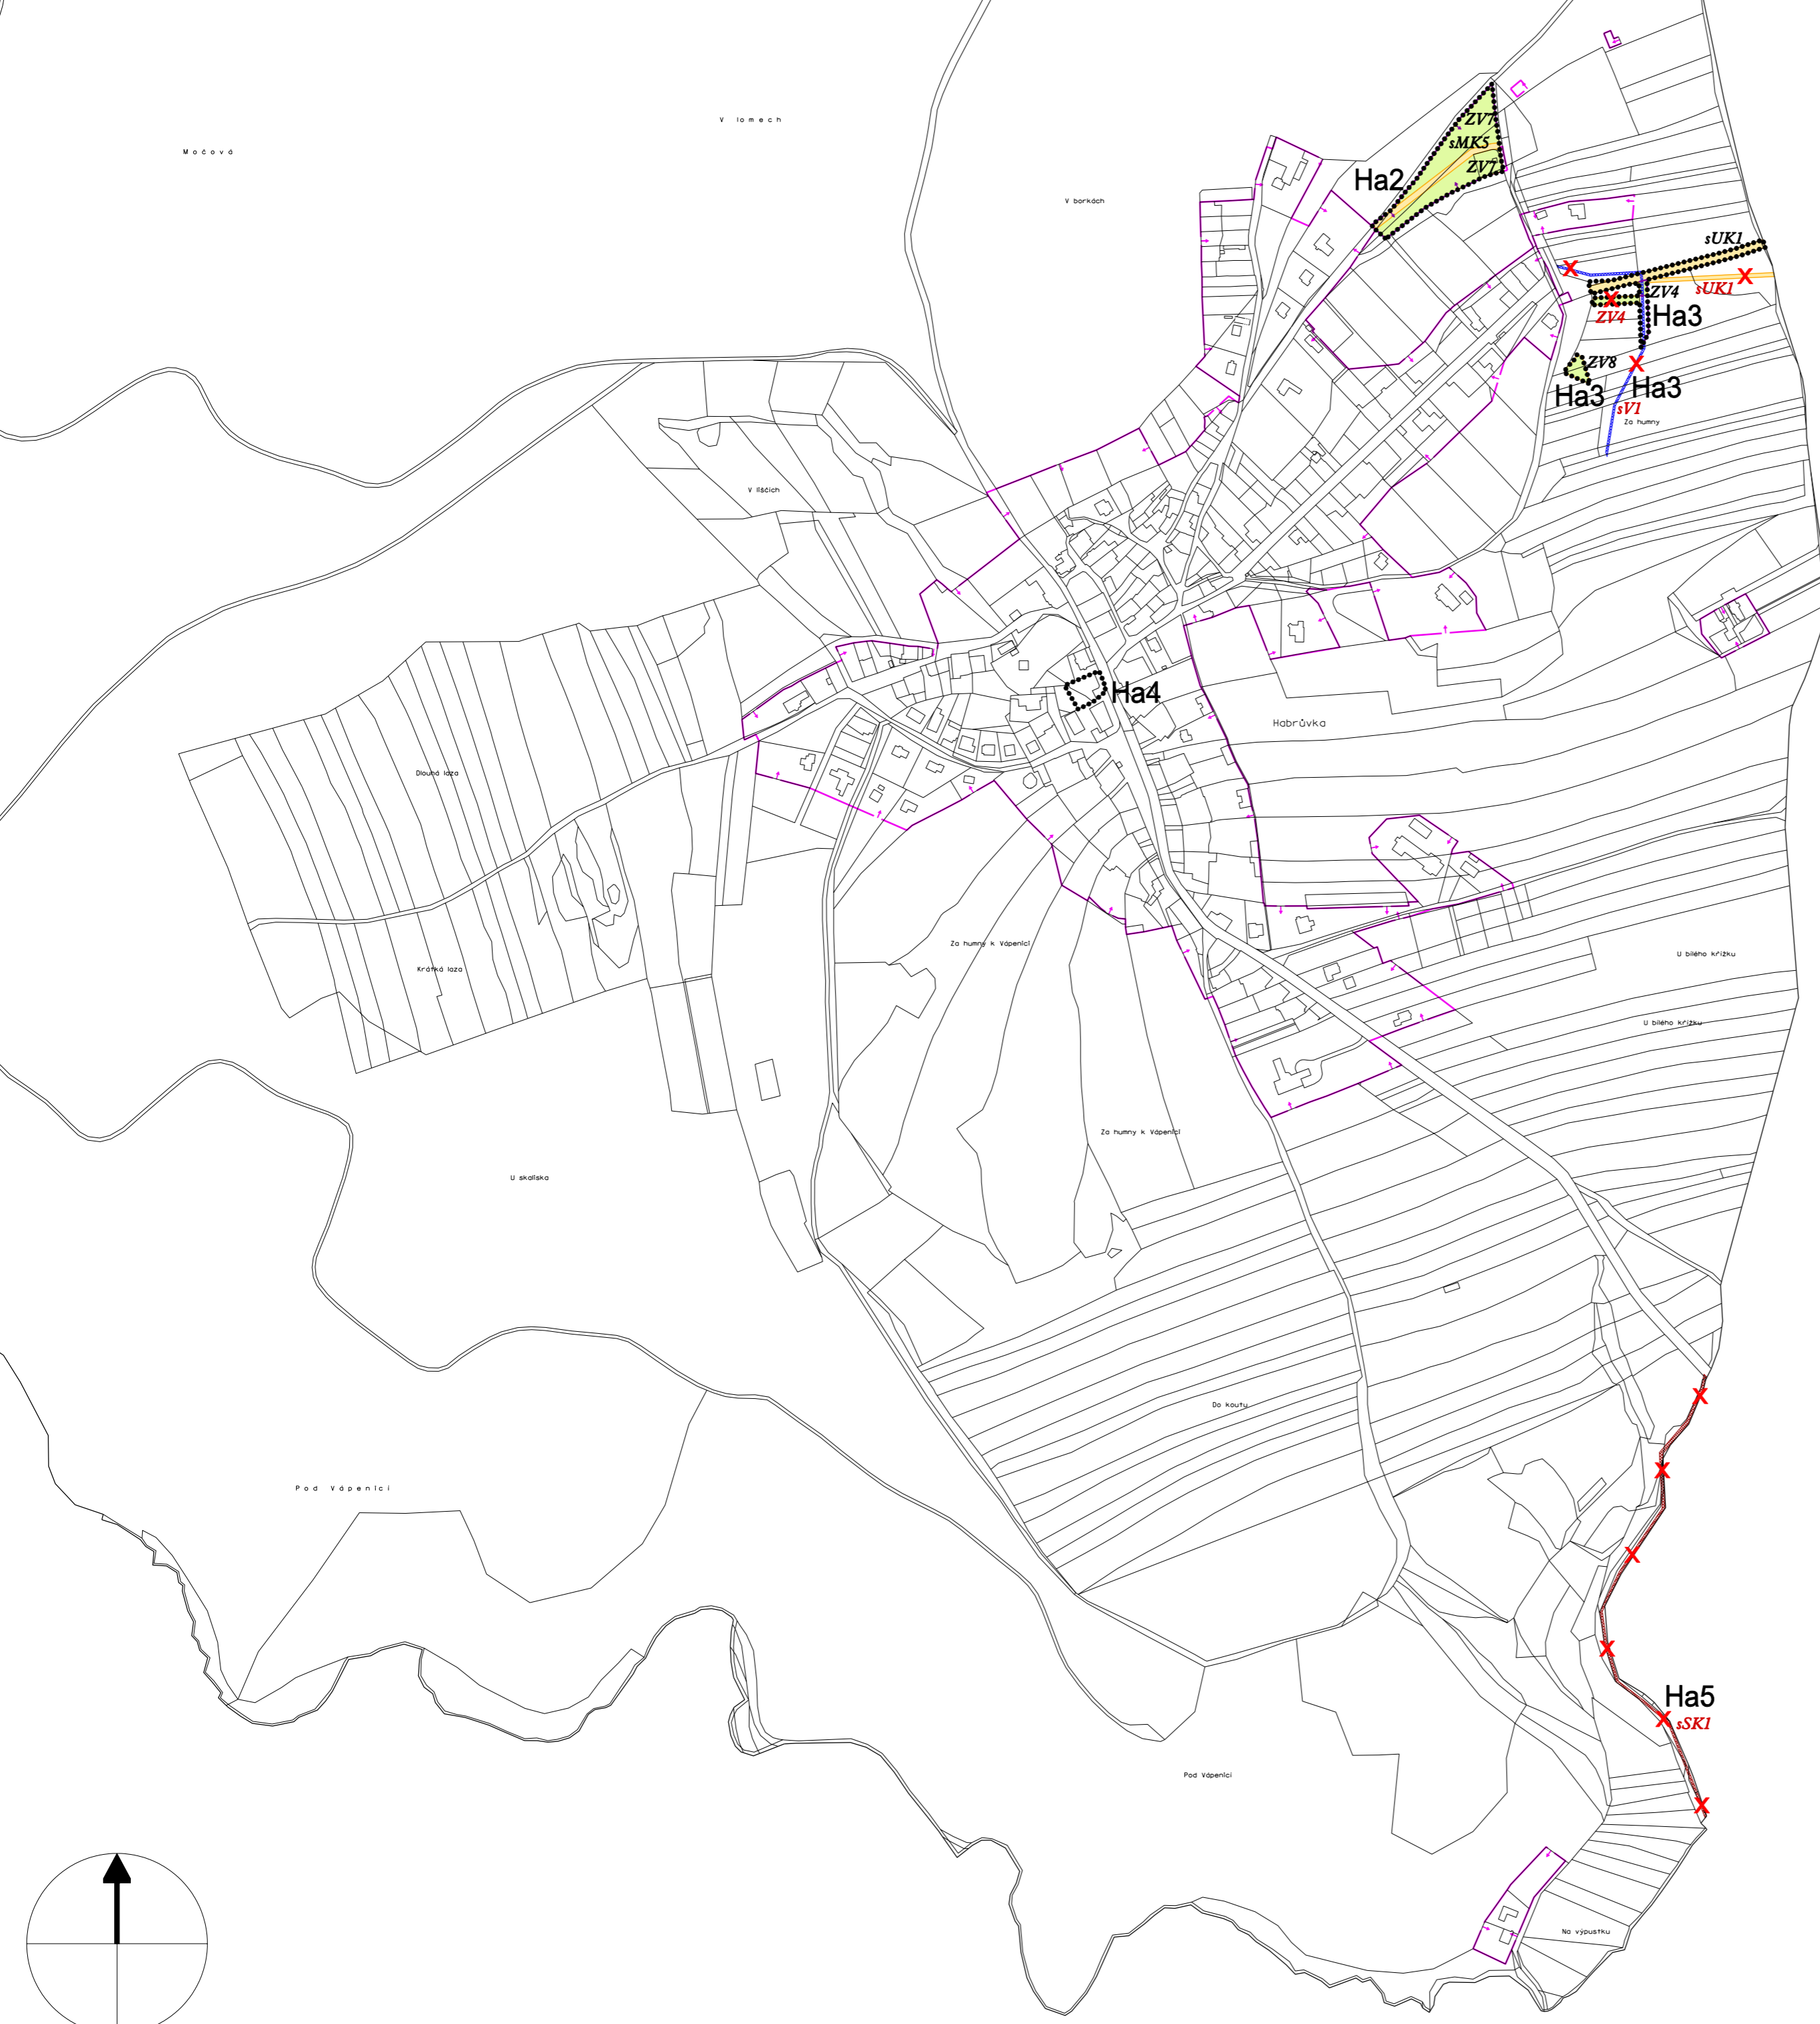 V lomech
Močová
ZV7
sMK5
ZV7
Ha2
V borkách
sUK1
sUK1
ZV4
ZV4
Ha3
ZV8
Ha3
Ha3
sV1
Za humny
V líščích
Ha4
Habrůvka
Dlouhá laza
Za humny k Vápenici
U bílého křížku
Krátká laza
U bílého křížku
Za humny k Vápenici
U skalíska
Do koutu
Pod Vápenicí
Ha5
sSK1
Pod Vápenicí
Na výpustku